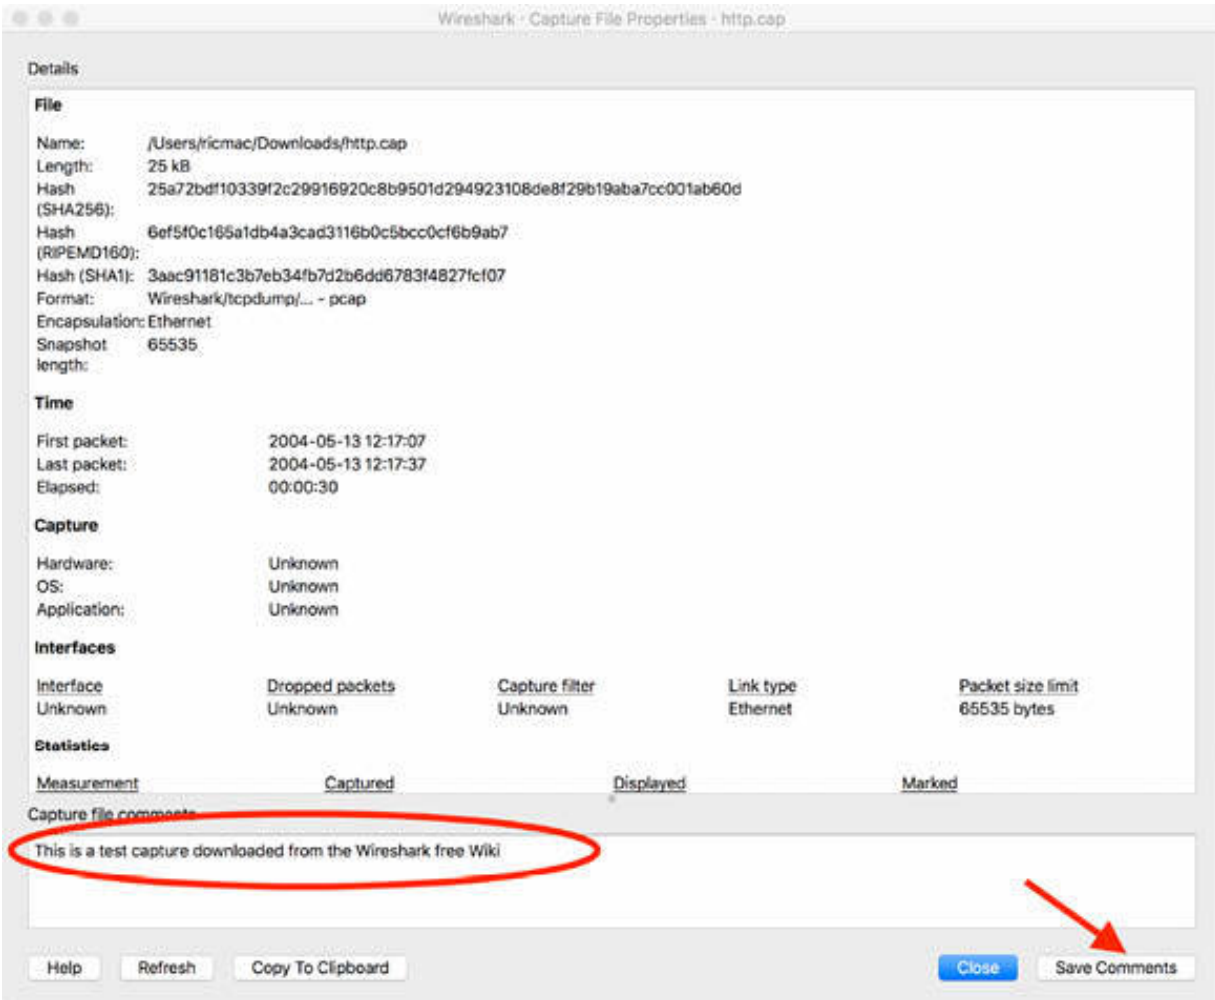 Wireshark · Capture File Properties · http.cap
Details
File
Name: /Users/ricmac/Downloads/http.cap
Length: 25 kB
Hash 25a72bdf10339f2c29916920c8b9501d294923108de8f29b19aba7cc001ab60d
(SHA256):
Hash 6ef5f0c165a1db4a3cad3116b0c5bcc0cf6b9ab7
(RIPEMD160):
Hash (SHA1): 3aac91181c3b7eb34fb7d2b6dd6783f4827fcf07
Format: Wireshark/tcpdump/... - pcap
Encapsulation: Ethernet
Snapshot 65535
length:
Time
First packet: 2004-05-13 12:17:07
Last packet: 2004-05-13 12:17:37
Elapsed: 00:00:30
Capture
Hardware: Unknown
OS: Unknown
Application: Unknown
Interfaces
Interface Dropped packets Capture filter Link type Packet size limit
Unknown Unknown Unknown Ethernet 65535 bytes
Statistics
Measurement Captured Displayed Marked
Capture file comments
This is a test capture downloaded from the Wireshark free Wiki
Help Refresh Copy To Clipboard Close Save Comments